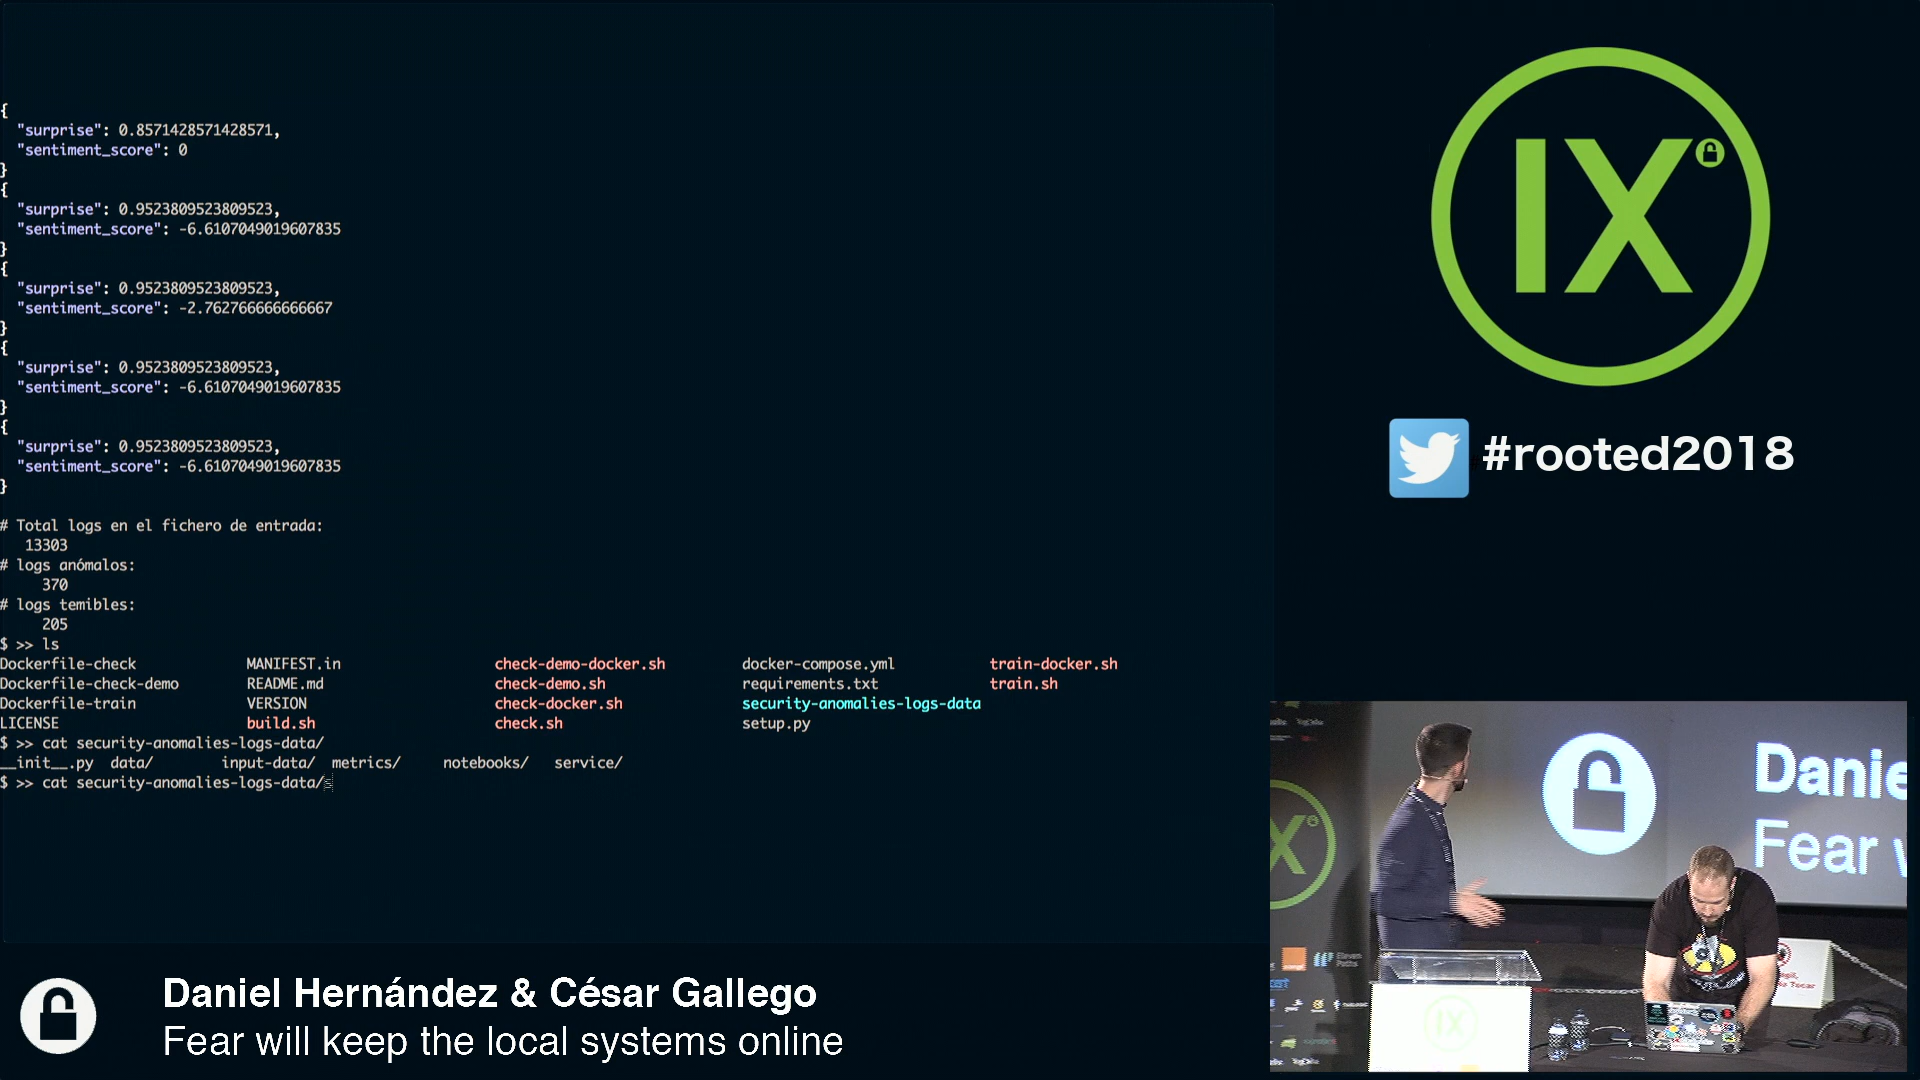 {
"surprise": 0.8571428571428571,
"sentiment_score": 0
}
{
"surprise": 0.9523809523809523,
"sentiment_score": -6.6107049019607835
}
{
"surprise": 0.9523809523809523,
"sentiment_score": -2.762766666666667
}
{
"surprise": 0.9523809523809523,
"sentiment_score": -6.6107049019607835
}
{
"surprise": 0.9523809523809523,
"sentiment_score": -6.6107049019607835
}
# Total logs en el fichero de entrada:
13303
# logs anómalos:
370
# logs temibles:
205
$ >> ls
Dockerfile-check MANIFEST.in check-demo-docker.sh docker-compose.yml train-docker.sh
Dockerfile-check-demo README.md check-demo.sh requirements.txt train.sh
Dockerfile-train VERSION check-docker.sh security-anomalies-logs-data
LICENSE build.sh check.sh setup.py
$ >> cat security-anomalies-logs-data/
__init__.py data/ input-data/ metrics/ notebooks/ service/
$ >> cat security-anomalies-logs-data/s
IX
#rooted2018
Danie
Fear w
X
Eleven
Paths
Tocar
IX
Daniel Hernández & César Gallego
Fear will keep the local systems online